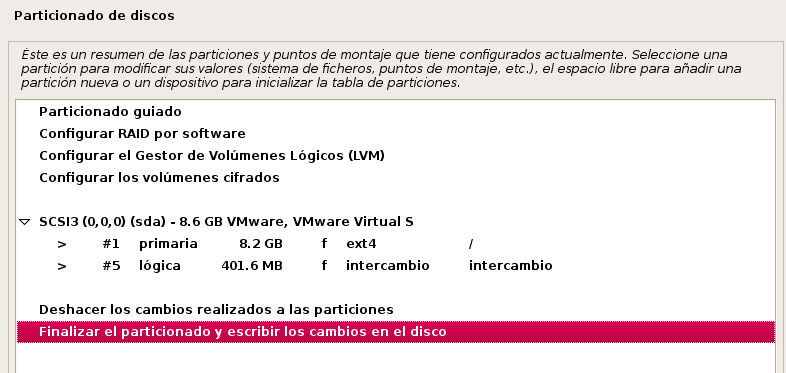 Particionado de discos
Éste es un resumen de las particiones y puntos de montaje que tiene configurados actualmente. Seleccione una
partición para modificar sus valores (sistema de ficheros, puntos de montaje, etc.), el espacio libre para añadir una
partición nueva o un dispositivo para inicializar la tabla de particiones.
Particionado guiado
Configurar RAID por software
Configurar el Gestor de Volúmenes Lógicos (LVM)
Configurar los volúmenes cifrados
SCSI3 (0,0,0) (sda) - 8.6 GB VMware, VMware Virtual S
> #1 primaria 8.2 GB f ext4 /
> #5 lógica 401.6 MB f intercambio intercambio
Deshacer los cambios realizados a las particiones
Finalizar el particionado y escribir los cambios en el disco